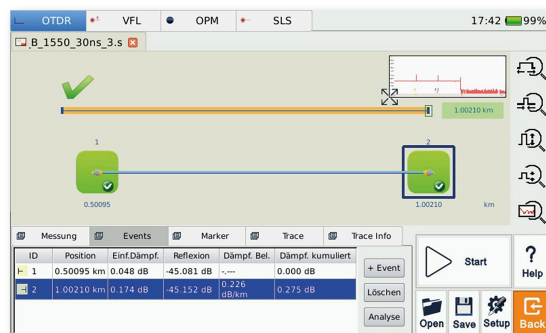 OTDR VFL OPM SLS 17:42 99%
_B_1550_30ns_3.s
1.00210 km
1 2
0.50095 1.00210 km
Messung Events Marker Trace Trace Info
ID Position Einf.Dämpf. Reflexion Dämpf. Bel. Dämpf. kumuliert
1 0.50095 km 0.048 dB -45.081 dB -.--- 0.000 dB
2 1.00210 km 0.174 dB -45.152 dB 0.226 dB/km 0.275 dB
+ Event
Löschen
Analyse
Start
Help
Open Save Setup Back